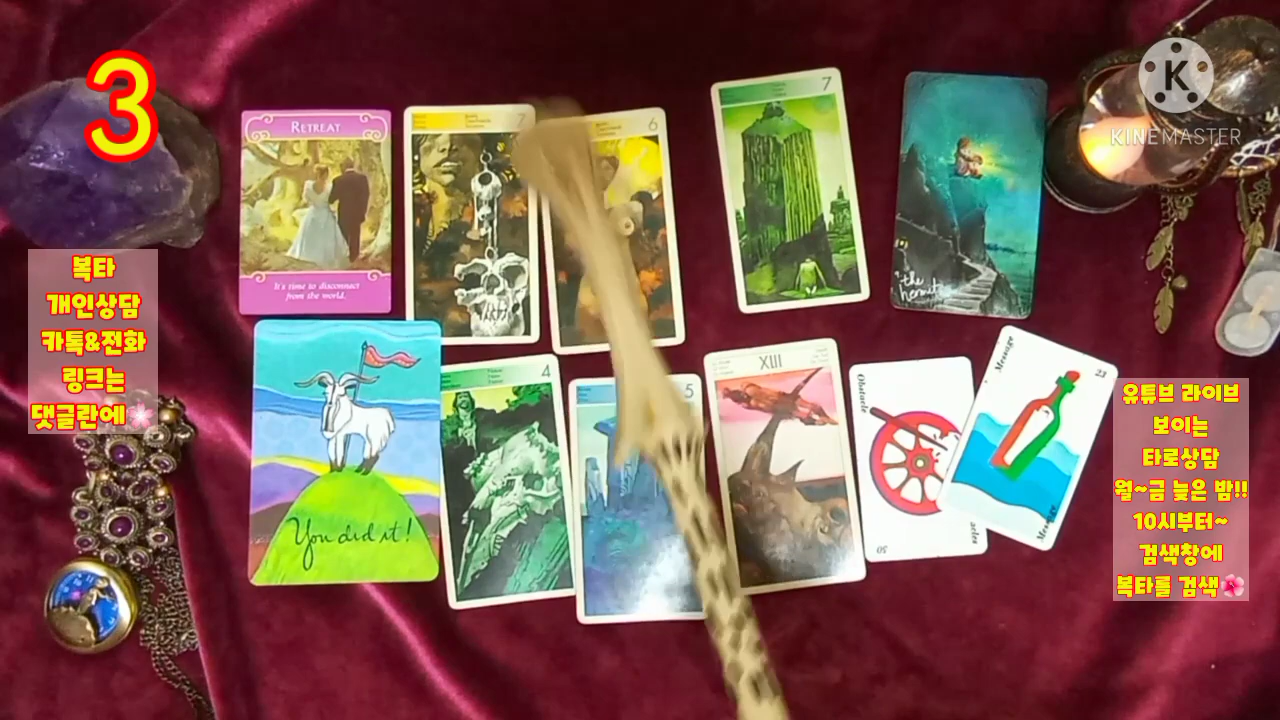 3
KINEMASTER
RETREAT
It's time to disconnect
from the world.
7
6
7
the
hermit
복타
개인상담
카톡&전화
링크는
댓글란에🌸
You did it!
4
5
XIII
Obstacle
50
Message
23
Message
유튜브 라이브
보이는
타로상담
월~금 늦은 밤!!
10시부터~
검색창에
복타를 검색🌺